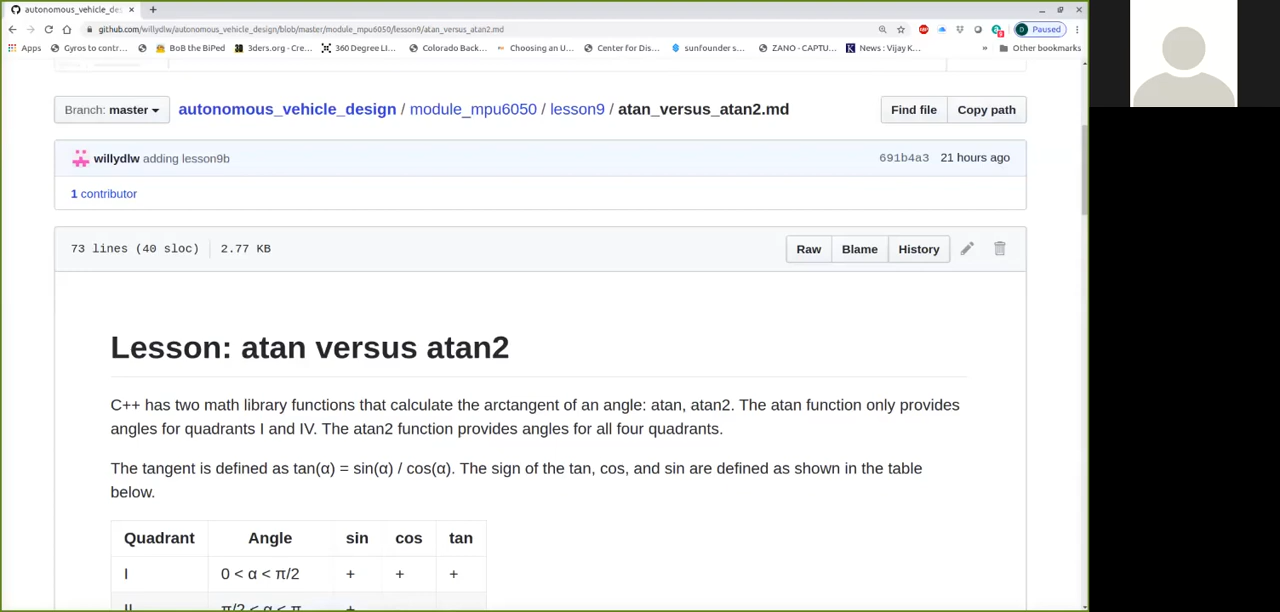 autonomous_vehicle_de
github.com/willydlw/autonomous_vehicle_design/blob/master/module_mpu6050/lesson9/atan_versus_atan2.md
Paused
Apps Gyros to contr... BoB the BiPed 3ders.org - Cre... 360 Degree LI... Colorado Back... Choosing an U... Center for Dis... sunfounder s... ZANO - CAPTU... News : Vijay K... » Other bookmarks
Branch: master autonomous_vehicle_design / module_mpu6050 / lesson9 / atan_versus_atan2.md Find file Copy path
willydlw adding lesson9b 691b4a3 21 hours ago
1 contributor
73 lines (40 sloc) 2.77 KB Raw Blame History
Lesson: atan versus atan2
C++ has two math library functions that calculate the arctangent of an angle: atan, atan2. The atan function only provides
angles for quadrants I and IV. The atan2 function provides angles for all four quadrants.
The tangent is defined as tan(α) = sin(α) / cos(α). The sign of the tan, cos, and sin are defined as shown in the table
below.
Quadrant Angle sin cos tan
I 0 < α < π/2 + + +
II π/2 < α < π +